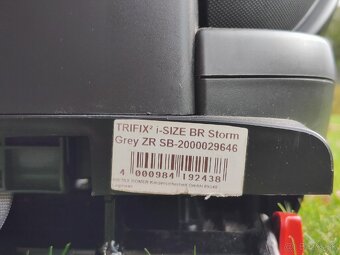 TRIFIX² i-SIZE BR Storm
Grey ZR SB-2000029646
4 000984 192438